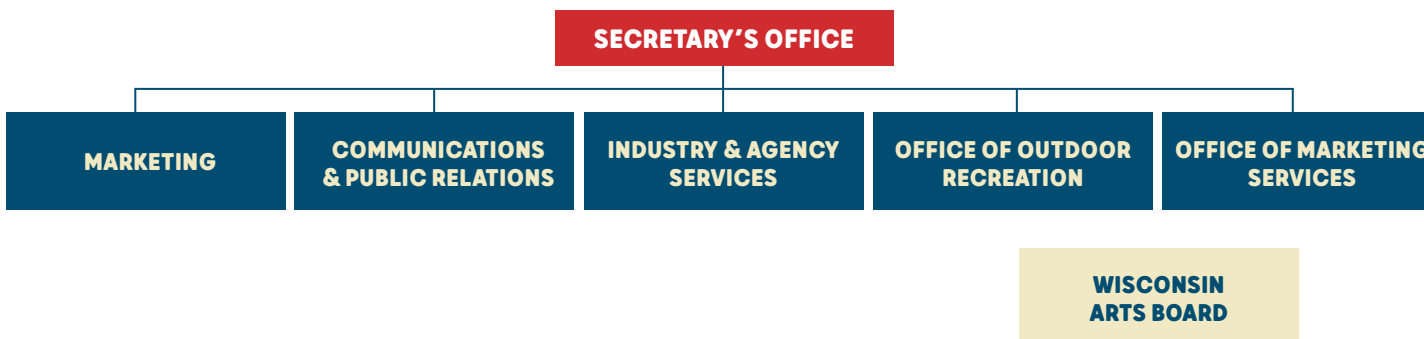 SECRETARY'S OFFICE
MARKETING
COMMUNICATIONS
& PUBLIC RELATIONS
INDUSTRY & AGENCY
SERVICES
OFFICE OF OUTDOOR
RECREATION
OFFICE OF MARKETING
SERVICES
WISCONSIN
ARTS BOARD